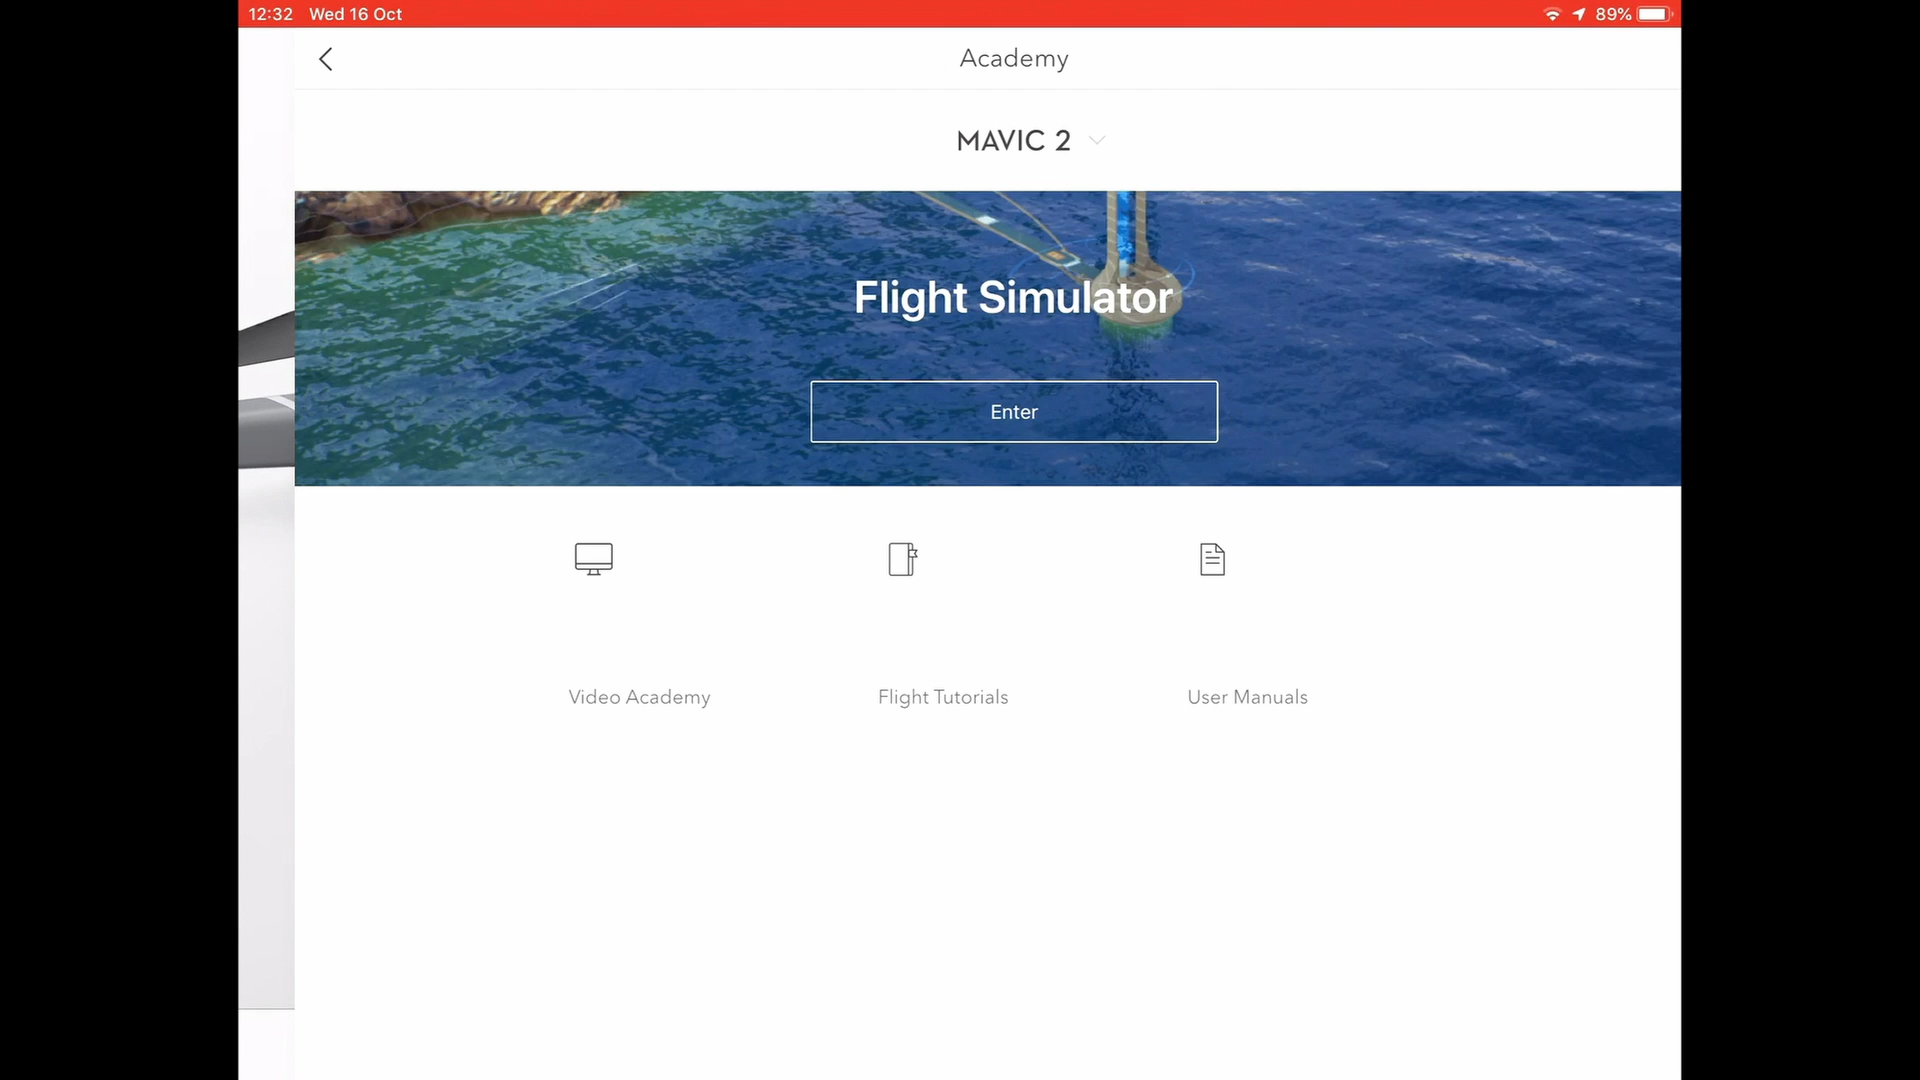 12:32 Wed 16 Oct 89%
Academy
MAVIC 2
Flight Simulator
Enter
Video Academy Flight Tutorials User Manuals